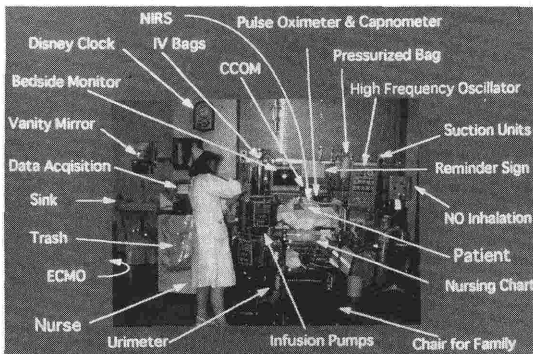 NIRS
Pulse Oximeter & Capnometer
IV Bags
Disney Clock
CCOM
Pressurized Bag
Bedside Monitor
High Frequency Oscillator
Vanity Mirror
Suction Units
Data Acqisition
Reminder Sign
Sink
NO Inhalation
Trash
Patient
ECMO
Nursing Chart
Nurse
Urimeter
Infusion Pumps
Chair for Family